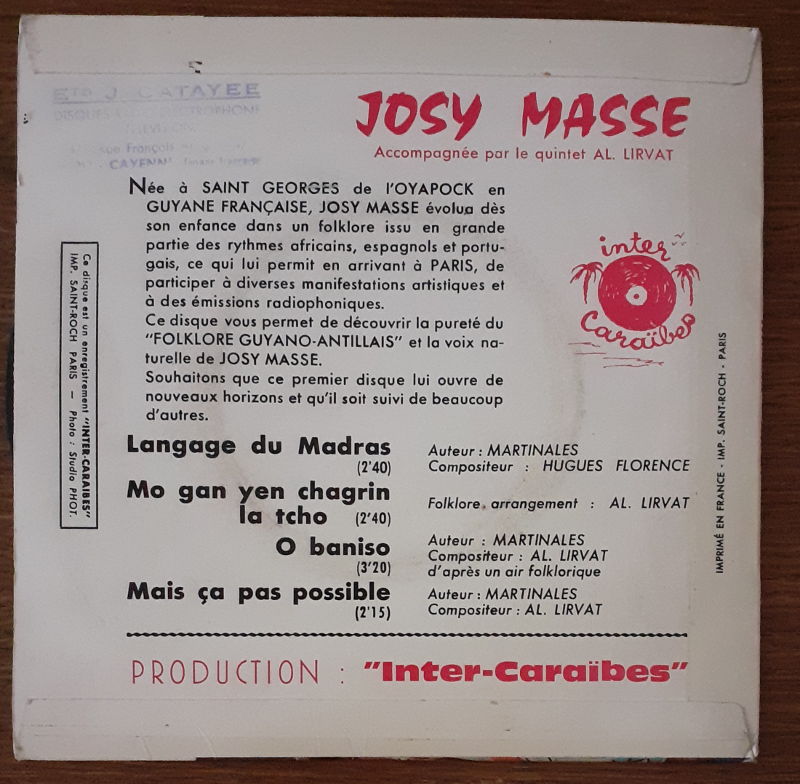 Ets J. CATAYEE
JOSY MASSE
Accompagnée par le quintet AL. LIRVAT
Née à SAINT GEORGES de l'OYAPOCK en
GUYANE FRANÇAISE, JOSY MASSE évolua dès
son enfance dans un folklore issu en grande
partie des rythmes africains, espagnols et portu-
gais, ce qui lui permit en arrivant à PARIS, de
participer à diverses manifestations artistiques et
à des émissions radiophoniques.
Ce disque vous permet de découvrir la pureté du
"FOLKLORE GUYANO-ANTILLAIS" et la voix na-
turelle de JOSY MASSE.
Souhaitons que ce premier disque lui ouvre de
nouveaux horizons et qu'il soit suivi de beaucoup
d'autres.
inter
Caraïbes
Ce disque est un enregistrement "INTER-CARAIBES"
IMP. SAINT-ROCH PARIS — Photo : Studio PHOT.
IMPRIMÉ EN FRANCE - IMP. SAINT-ROCH - PARIS
Langage du Madras
(2'40)
Auteur : MARTINALES
Compositeur : HUGUES FLORENCE
Mo gan yen chagrin
la tcho (2'40)
Folklore, arrangement : AL. LIRVAT
O baniso
(3'20)
Auteur : MARTINALES
Compositeur : AL. LIRVAT
d'après un air folklorique
Mais ça pas possible
(2'15)
Auteur : MARTINALES
Compositeur : AL. LIRVAT
PRODUCTION : "Inter-Caraïbes"